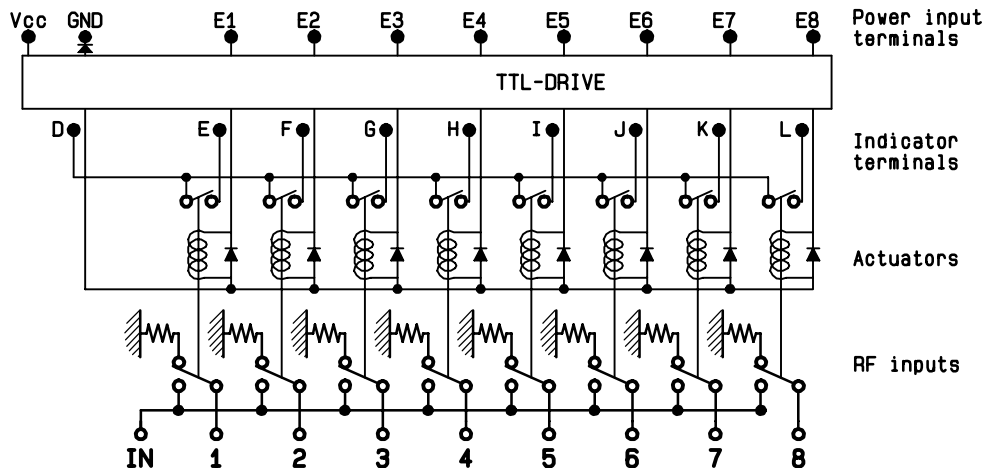 Vcc GND E1 E2 E3 E4 E5 E6 E7 E8 Power input
terminals
TTL-DRIVE
D E F G H I J K L Indicator
terminals
Actuators
RF inputs
IN 1 2 3 4 5 6 7 8